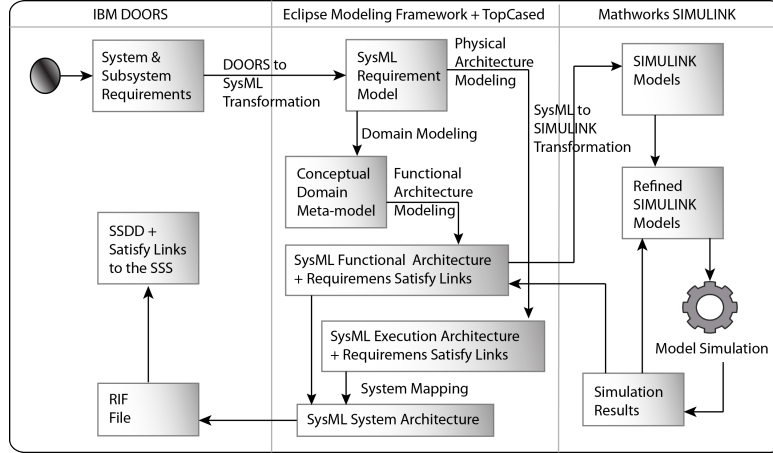 IBM DOORS
Eclipse Modeling Framework + TopCased
Mathworks SIMULINK
System &
Subsystem
Requirements
DOORS to
SysML
Transformation
SysML
Requirement
Model
Physical
Architecture
Modeling
SysML to
SIMULINK
Transformation
SIMULINK
Models
Domain Modeling
Conceptual
Domain
Meta-model
Functional
Architecture
Modeling
Refined
SIMULINK
Models
SSDD +
Satisfy Links
to the SSS
SysML Functional Architecture
+ Requiremens Satisfy Links
SysML Execution Architecture
+ Requiremens Satisfy Links
Model Simulation
System Mapping
RIF
File
SysML System Architecture
Simulation
Results